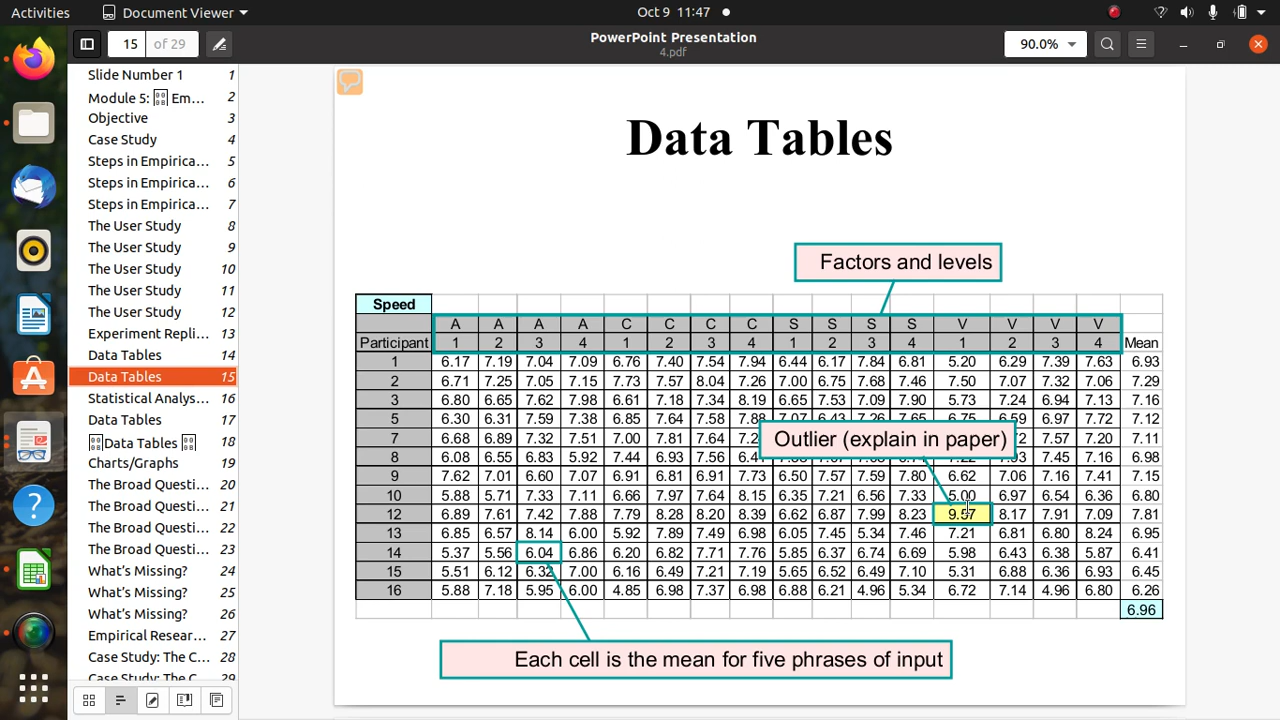 Activities Document Viewer Oct 9 11:47
15 of 29 PowerPoint Presentation 4.pdf 90.0%
Slide Number 1 1
Module 5: Em… 2
Objective 3
Case Study 4
Steps in Empirica… 5
Steps in Empirica… 6
Steps in Empirica… 7
The User Study 8
The User Study 9
The User Study 10
The User Study 11
The User Study 12
Experiment Repli… 13
Data Tables 14
Data Tables 15
Statistical Analys… 16
Data Tables 17
Data Tables 18
Charts/Graphs 19
The Broad Questi… 20
The Broad Questi… 21
The Broad Questi… 22
The Broad Questi… 23
What's Missing? 24
What's Missing? 25
What's Missing? 26
Empirical Resear… 27
Case Study: The C… 28
Case Study: The C… 29
Data Tables
Factors and levels
Speed
A A A A C C C C S S S S V V V V
Participant 1 2 3 4 1 2 3 4 1 2 3 4 1 2 3 4 Mean
1 6.17 7.19 7.04 7.09 6.76 7.40 7.54 7.94 6.44 6.17 7.84 6.81 5.20 6.29 7.39 7.63 6.93
2 6.71 7.25 7.05 7.15 7.73 7.57 8.04 7.26 7.00 6.75 7.68 7.46 7.50 7.07 7.32 7.06 7.29
3 6.80 6.65 7.62 7.98 6.61 7.18 7.34 8.19 6.65 7.53 7.09 7.90 5.73 7.24 6.94 7.13 7.16
5 6.30 6.31 7.59 7.38 6.85 7.64 7.58 7.88 7.07 6.43 7.26 7.65 6.75 6.59 6.97 7.72 7.12
7 6.68 6.89 7.32 7.51 7.00 7.81 7.64 7.57 7.20 7.11
Outlier (explain in paper)
8 6.08 6.55 6.83 5.92 7.44 6.93 7.56 7.45 7.16 6.98
9 7.62 7.01 6.60 7.07 6.91 6.81 6.91 7.73 6.50 7.57 7.59 7.80 6.62 7.06 7.16 7.41 7.15
10 5.88 5.71 7.33 7.11 6.66 7.97 7.64 8.15 6.35 7.21 6.56 7.33 5.00 6.97 6.54 6.36 6.80
12 6.89 7.61 7.42 7.88 7.79 8.28 8.20 8.39 6.62 6.87 7.99 8.23 9.57 8.17 7.91 7.09 7.81
13 6.85 6.57 8.14 6.00 5.92 7.89 7.49 6.98 6.05 7.45 5.34 7.46 7.21 6.81 6.80 8.24 6.95
14 5.37 5.56 6.04 6.86 6.20 6.82 7.71 7.76 5.85 6.37 6.74 6.69 5.98 6.43 6.38 5.87 6.41
15 5.51 6.12 6.32 7.00 6.16 6.49 7.21 7.19 5.65 6.52 6.49 7.10 5.31 6.88 6.36 6.93 6.45
16 5.88 7.18 5.95 6.00 4.85 6.98 7.37 6.98 6.88 6.21 4.96 5.34 6.72 7.14 4.96 6.80 6.26
6.96
Each cell is the mean for five phrases of input